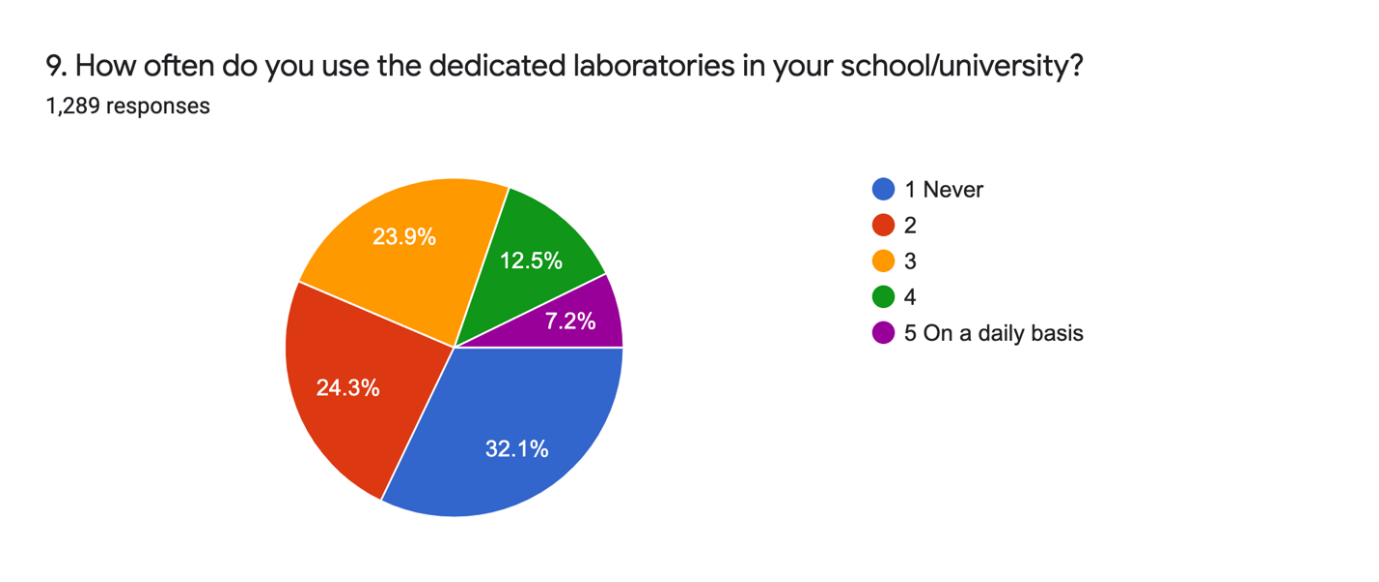 9. How often do you use the dedicated laboratories in your school/university?
1,289 responses
23.9%
12.5%
7.2%
24.3%
32.1%
1 Never
2
3
4
5 On a daily basis